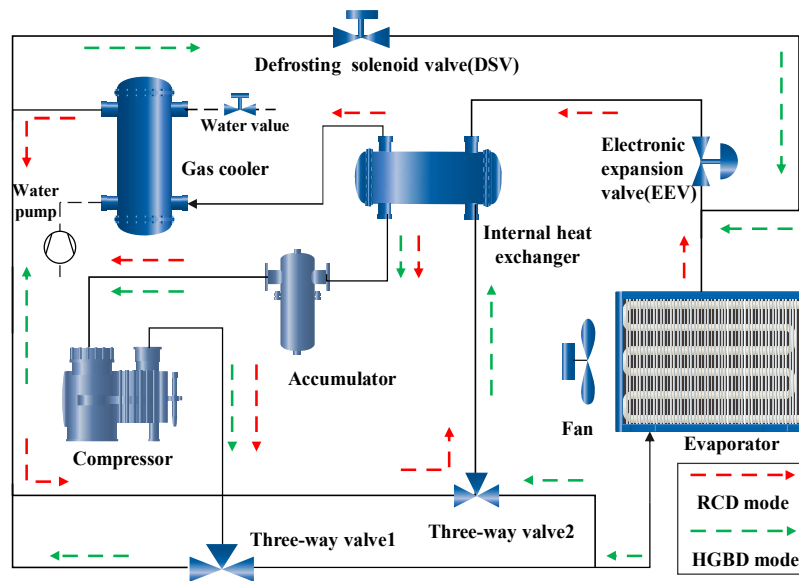 Defrosting solenoid valve(DSV)
Water value
Gas cooler
Electronic
expansion
valve(EEV)
Water
pump
Internal heat
exchanger
Accumulator
Fan
Evaporator
Compressor
RCD mode
Three-way valve2
Three-way valve1
HGBD mode